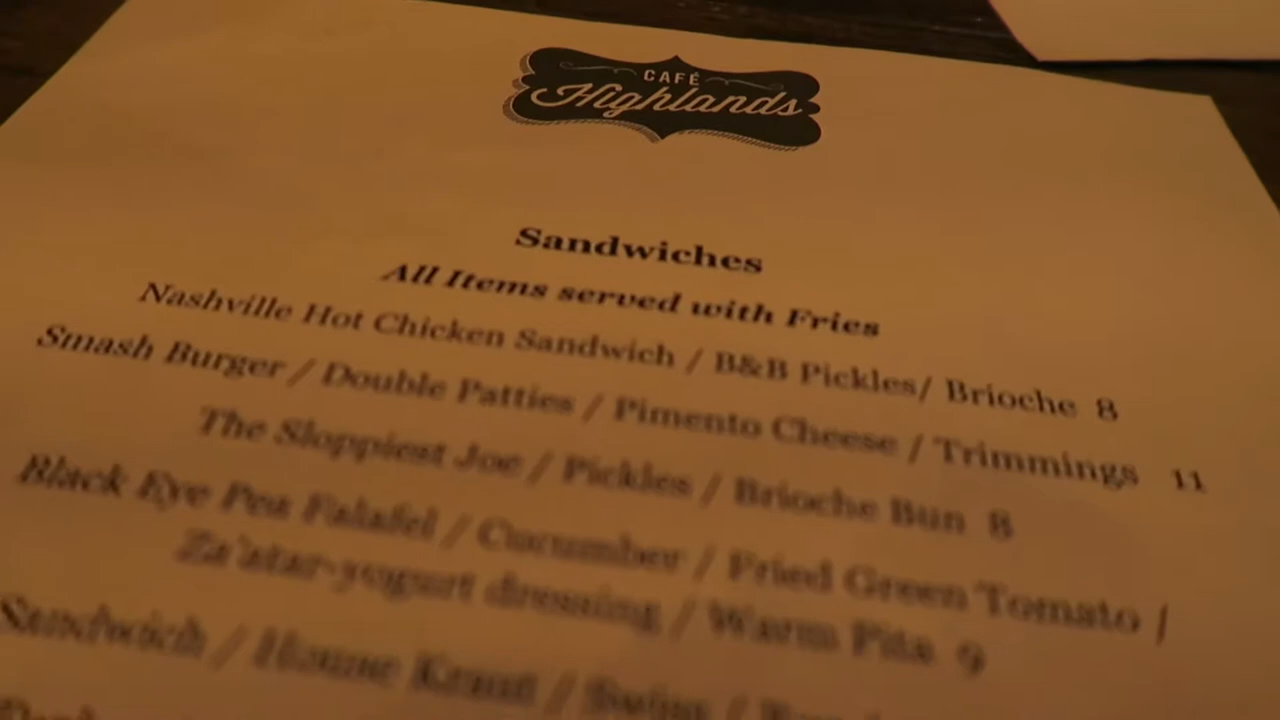 CAFÉ
Highlands
Sandwiches
All Items served with Fries
Nashville Hot Chicken Sandwich / B&B Pickles/ Brioche 8
Smash Burger / Double Patties / Pimento Cheese / Trimmings 11
The Sloppiest Joe / Pickles / Brioche Bun 8
Black Eye Pea Falafel / Cucumber / Fried Green Tomato /
Za'atar-yogurt dressing / Warm Pita 9
Sandwich / House Kraut / Swiss /